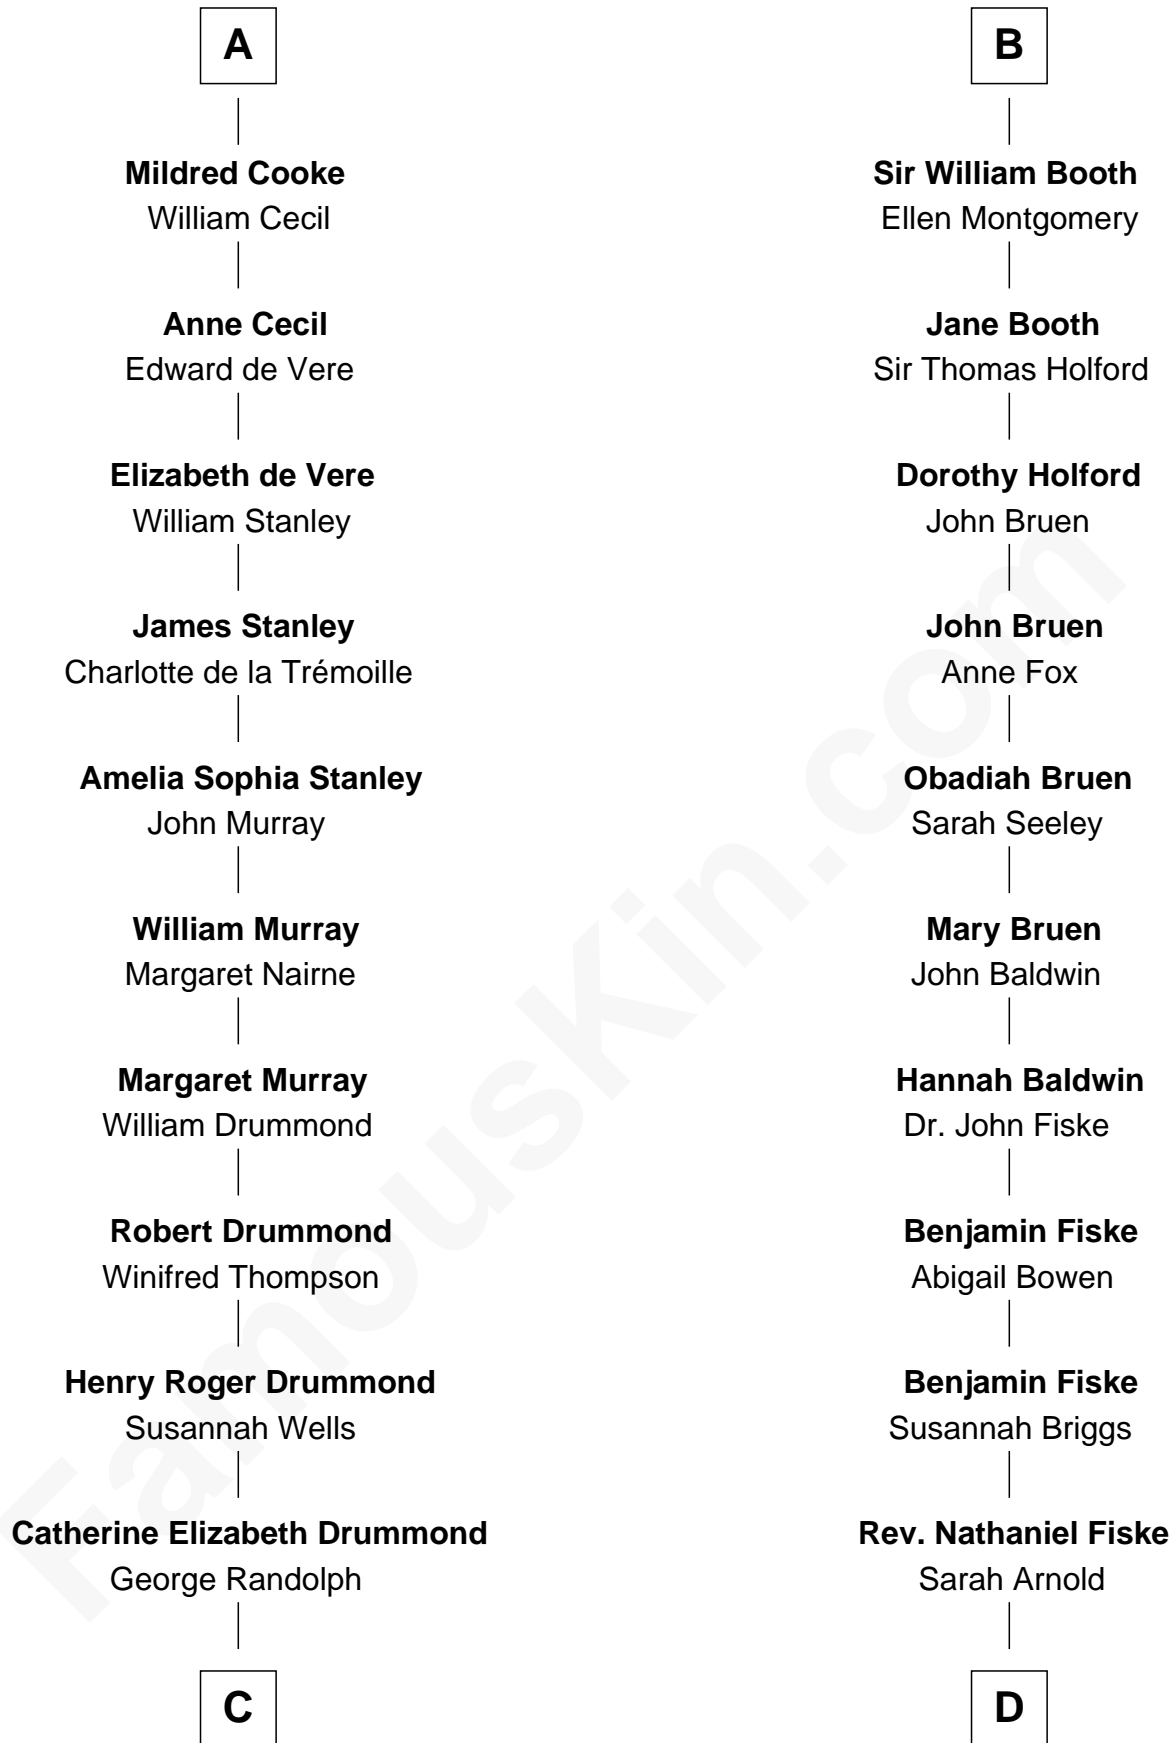 A
Mildred Cooke
William Cecil
Anne Cecil
Edward de Vere
Elizabeth de Vere
William Stanley
James Stanley
Charlotte de la Trémoille
Amelia Sophia Stanley
John Murray
William Murray
Margaret Nairne
Margaret Murray
William Drummond
Robert Drummond
Winifred Thompson
Henry Roger Drummond
Susannah Wells
Catherine Elizabeth Drummond
George Randolph
C
B
Sir William Booth
Ellen Montgomery
Jane Booth
Sir Thomas Holford
Dorothy Holford
John Bruen
John Bruen
Anne Fox
Obadiah Bruen
Sarah Seeley
Mary Bruen
John Baldwin
Hannah Baldwin
Dr. John Fiske
Benjamin Fiske
Abigail Bowen
Benjamin Fiske
Susannah Briggs
Rev. Nathaniel Fiske
Sarah Arnold
D
FamousKin.com